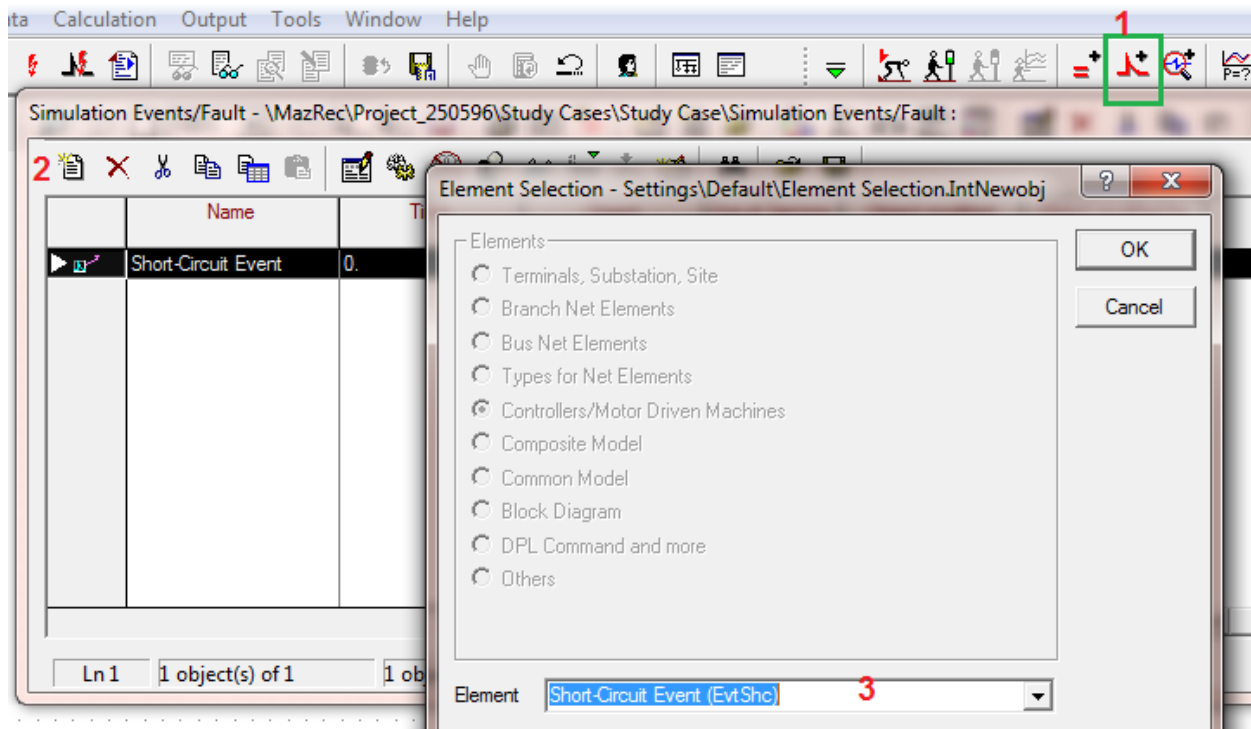 ta Calculation Output Tools Window Help
1
P=?
Simulation Events/Fault - \MazRec\Project_250596\Study Cases\Study Case\Simulation Events/Fault :
2
Element Selection - Settings\Default\Element Selection.IntNewobj
Name
Short-Circuit Event 0.
Elements
Terminals, Substation, Site
Branch Net Elements
Bus Net Elements
Types for Net Elements
Controllers/Motor Driven Machines
Composite Model
Common Model
Block Diagram
DPL Command and more
Others
OK
Cancel
Ln 1 1 object(s) of 1 1 obj
Element Short-Circuit Event (EvtShc) 3